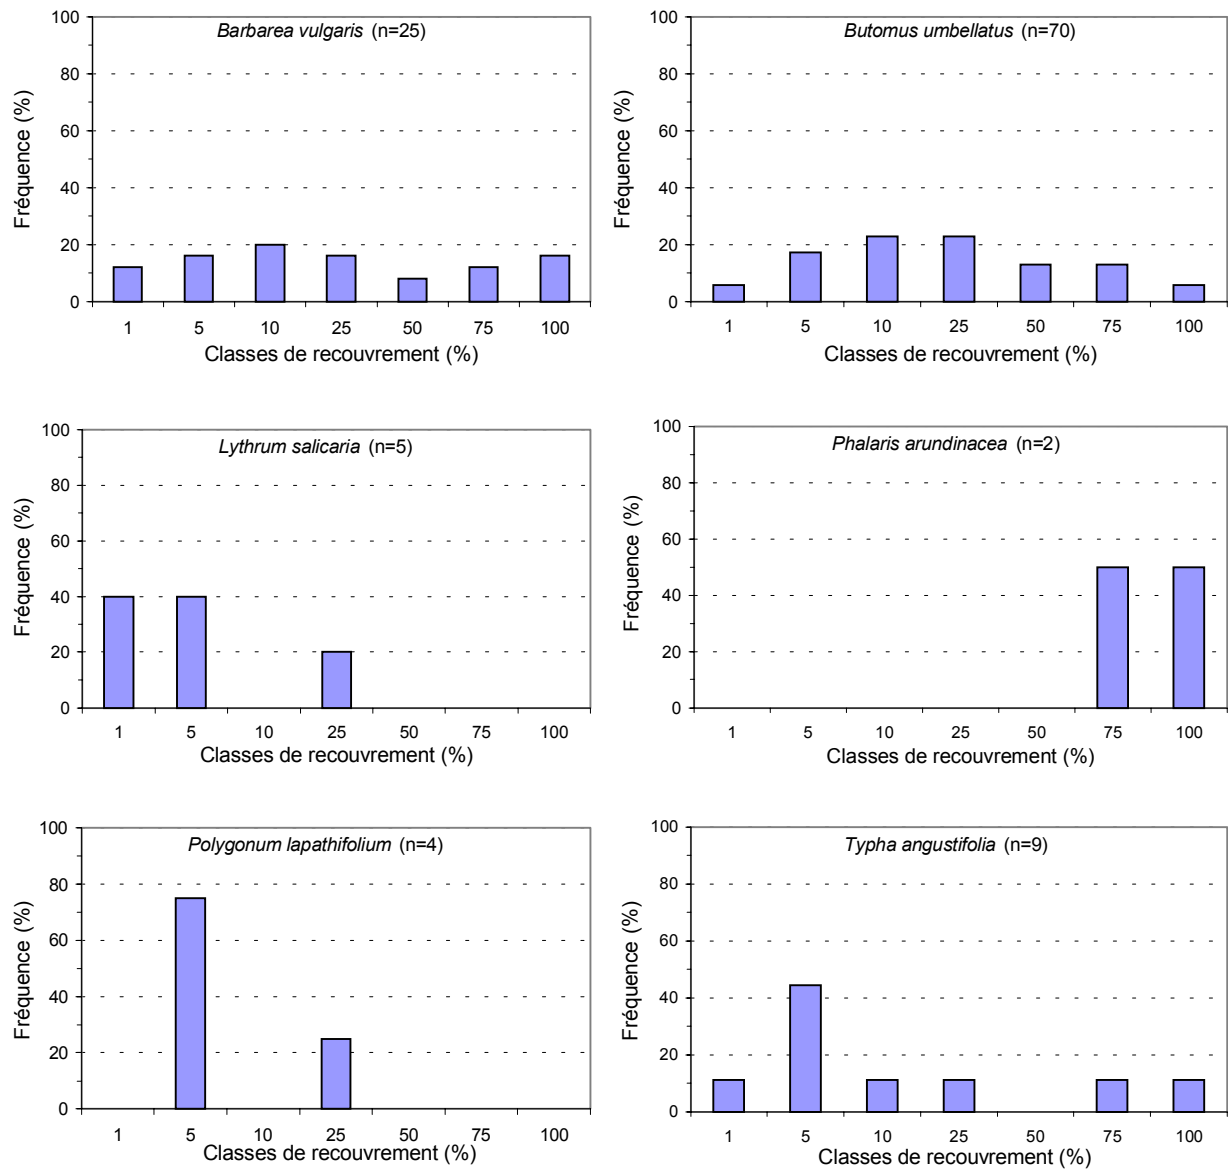 Barbarea vulgaris (n=25)
Fréquence (%)
100
80
60
40
20
0
1 5 10 25 50 75 100
Classes de recouvrement (%)
Butomus umbellatus (n=70)
Fréquence (%)
100
80
60
40
20
0
1 5 10 25 50 75 100
Classes de recouvrement (%)
Lythrum salicaria (n=5)
Fréquence (%)
100
80
60
40
20
0
1 5 10 25 50 75 100
Classes de recouvrement (%)
Phalaris arundinacea (n=2)
Fréquence (%)
100
80
60
40
20
0
1 5 10 25 50 75 100
Classes de recouvrement (%)
Polygonum lapathifolium (n=4)
Fréquence (%)
100
80
60
40
20
0
1 5 10 25 50 75 100
Classes de recouvrement (%)
Typha angustifolia (n=9)
Fréquence (%)
100
80
60
40
20
0
1 5 10 25 50 75 100
Classes de recouvrement (%)